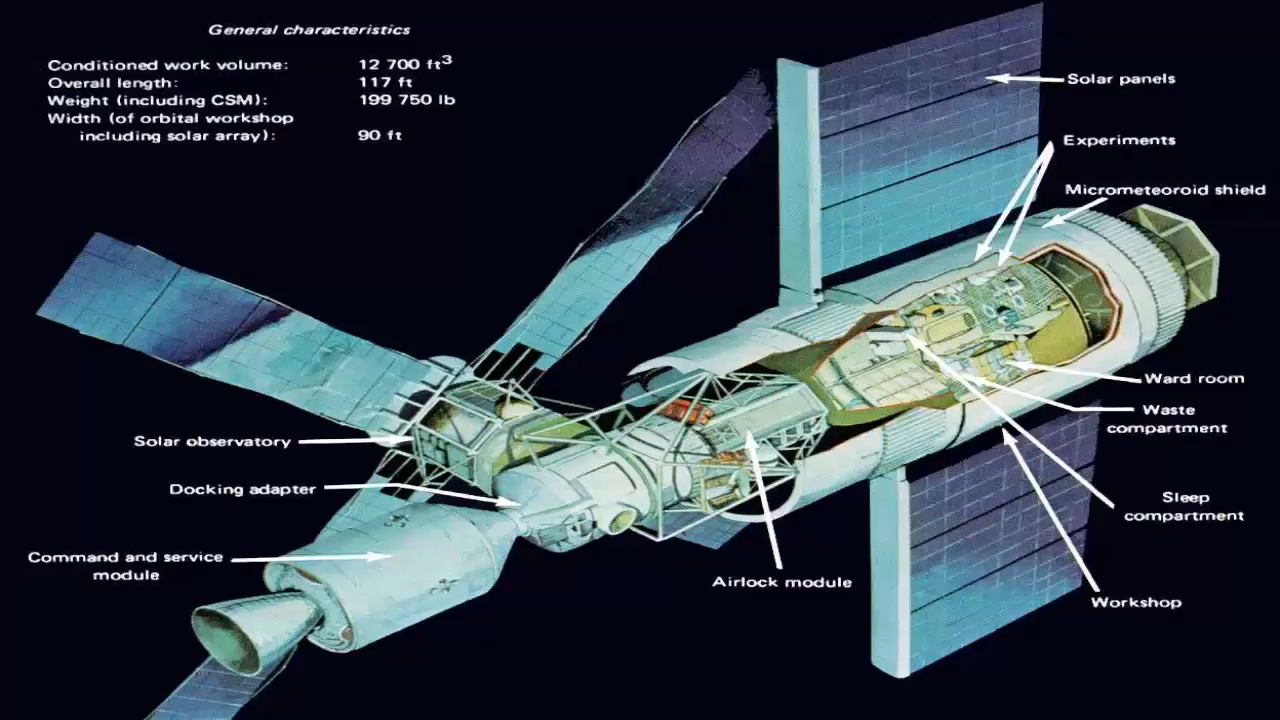 General characteristics
Conditioned work volume: 12 700 ft³
Overall length: 117 ft
Weight (including CSM): 199 750 lb
Width (of orbital workshop
including solar array): 90 ft
Solar panels
Experiments
Micrometeoroid shield
Ward room
Waste
compartment
Sleep
compartment
Workshop
Airlock module
Solar observatory
Docking adapter
Command and service
module